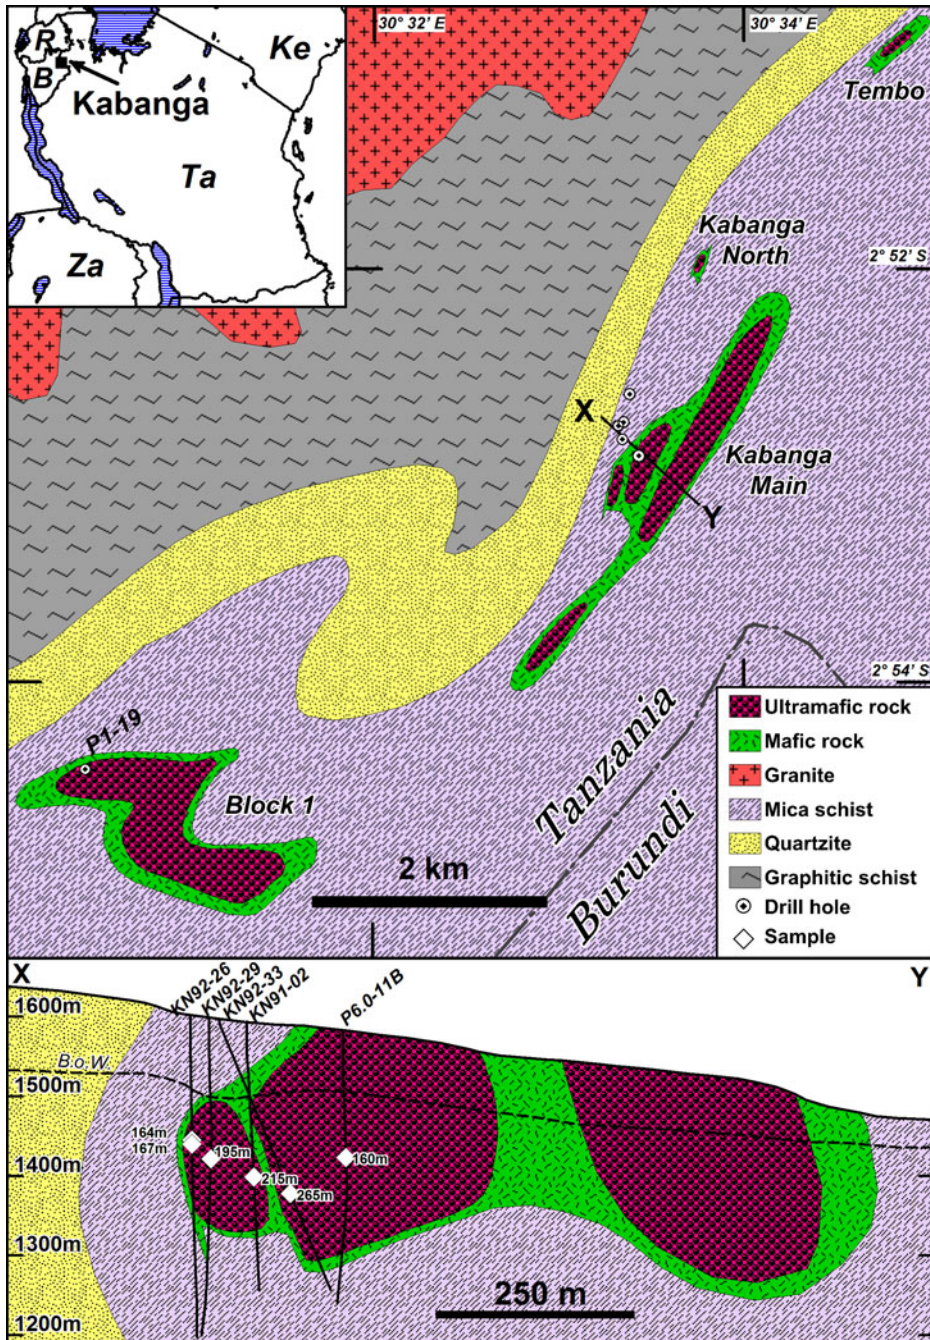 30° 32' E
30° 34' E
R
B
Ke
Kabanga
Ta
Za
Tembo
Kabanga
North
2° 52' S
X
Kabanga
Main
Y
2° 54' S
P1-19
Block 1
2 km
Tanzania
Burundi
Ultramafic rock
Mafic rock
Granite
Mica schist
Quartzite
Graphitic schist
Drill hole
Sample
X
Y
KN92-26
KN92-29
KN92-33
KN91-02
P6.0-11B
1600m
B.o.W.
1500m
164m
167m
195m
160m
1400m
215m
265m
1300m
250 m
1200m